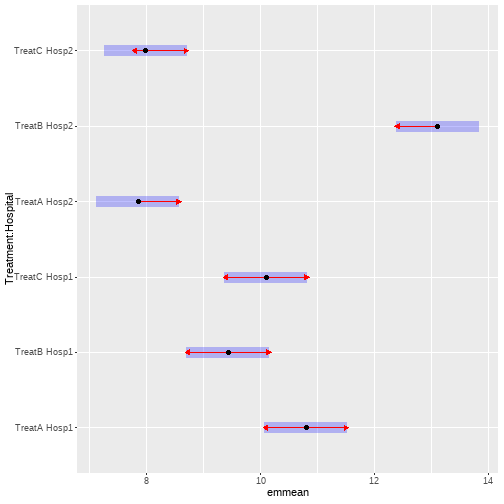 TreatC Hosp2
TreatB Hosp2
TreatA Hosp2
TreatC Hosp1
TreatB Hosp1
TreatA Hosp1
Treatment:Hospital
8 10 12 14
emmean